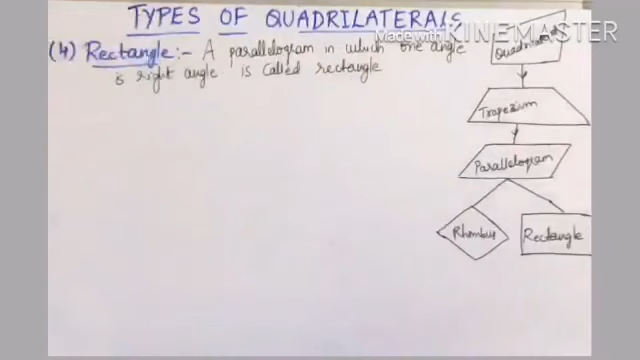 TYPES OF QUADRILATERALS
Made with KINEMASTER
(4) Rectangle :- A parallelogram in which one angle
is right angle is called rectangle
Quadrilateral
Trapezium
Parallelogram
Rhombus
Rectangle